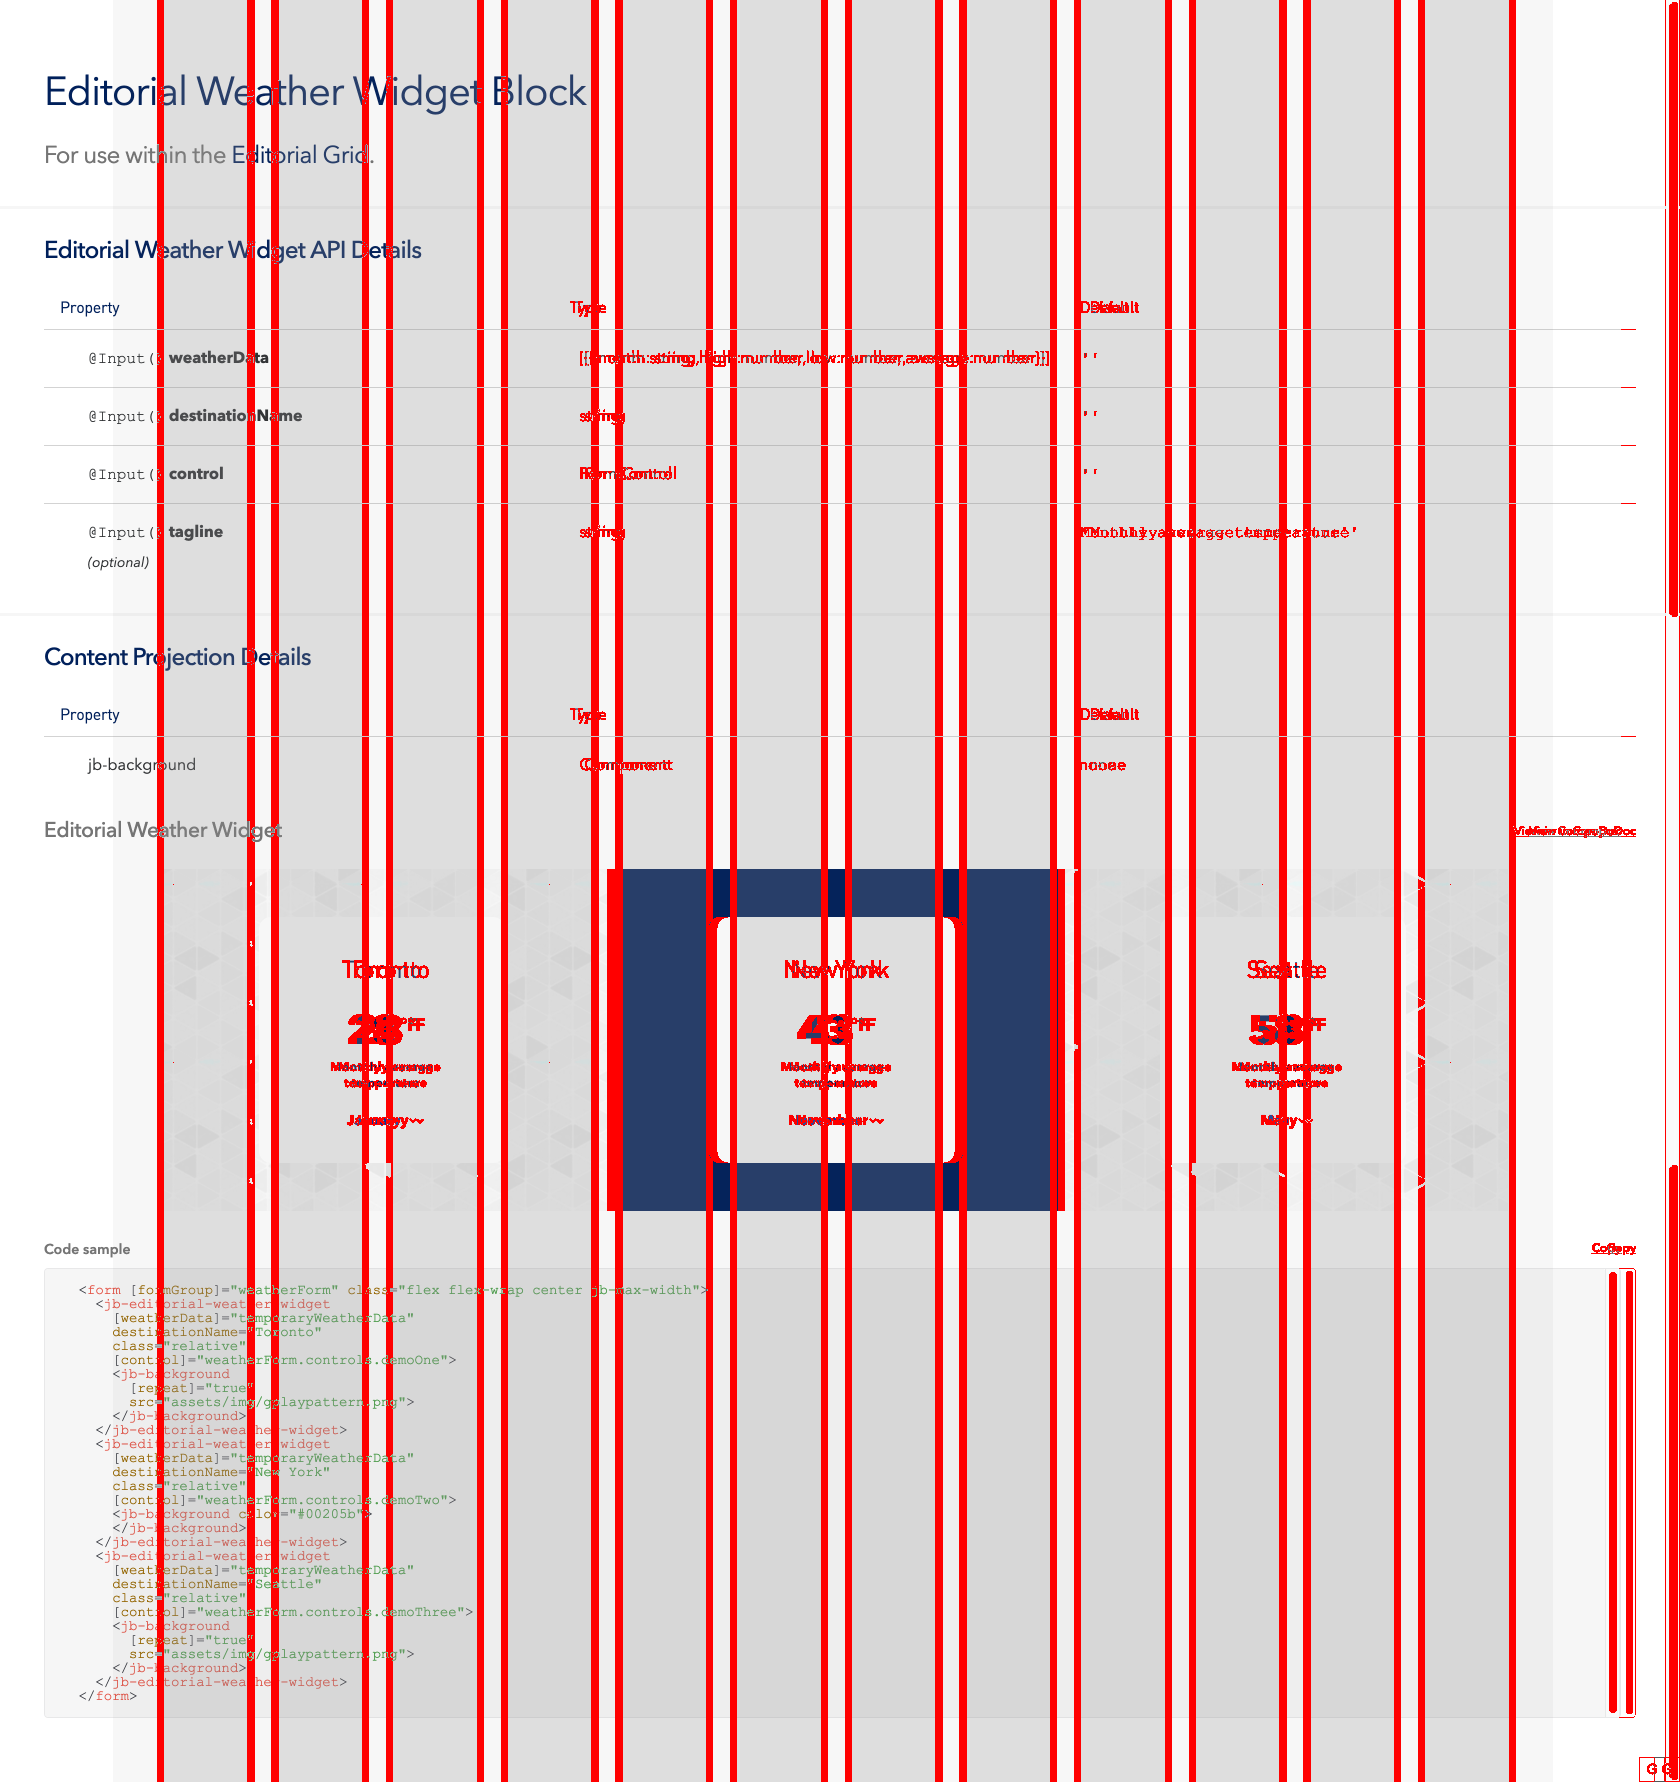 Editorial Weather Widget Block
For use within the Editorial Grid.
Editorial Weather Widget API Details
Property Type Default
@Input() weatherData [{month:string,high:number,low:number,average:number}] ''
@Input() destinationName string ''
@Input() control FormControl ''
@Input() tagline string 'Monthly average temperature'
(optional)
Content Projection Details
Property Type Default
jb-background Component none
Editorial Weather Widget View CompoDoc
Toronto New York Seattle
°F 43°F 58°F
Monthly average Monthly average Monthly average
temperature temperature temperature
January November May
Code sample Copy
<form [formGroup]="weatherForm" class="flex flex-wrap center jb-max-width">
<jb-editorial-weather-widget
[weatherData]="temporaryWeatherData"
destinationName="Toronto"
class="relative"
[control]="weatherForm.controls.demoOne">
<jb-background
[repeat]="true"
src="assets/img/gplaypattern.png">
</jb-background>
</jb-editorial-weather-widget>
<jb-editorial-weather-widget
[weatherData]="temporaryWeatherData"
destinationName="New York"
class="relative"
[control]="weatherForm.controls.demoTwo">
<jb-background color="#00205b">
</jb-background>
</jb-editorial-weather-widget>
<jb-editorial-weather-widget
[weatherData]="temporaryWeatherData"
destinationName="Seattle"
class="relative"
[control]="weatherForm.controls.demoThree">
<jb-background
[repeat]="true"
src="assets/img/gplaypattern.png">
</jb-background>
</jb-editorial-weather-widget>
</form>
G